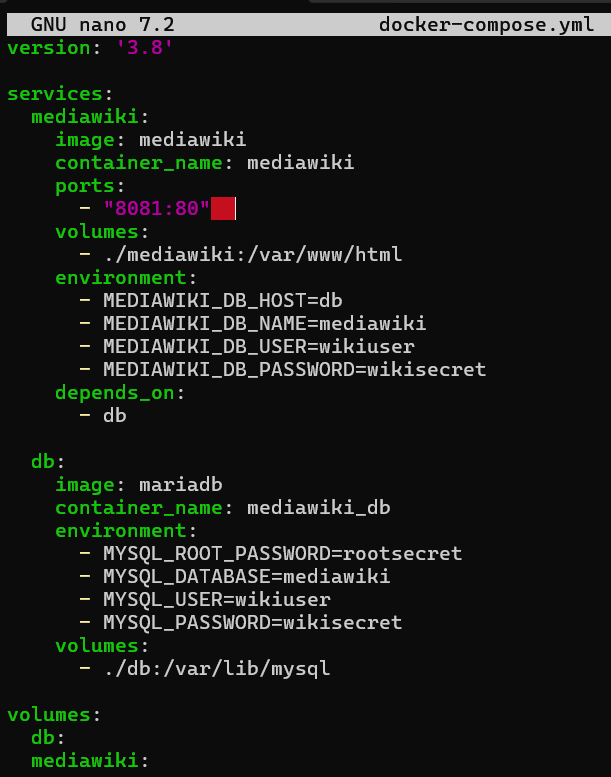 GNU nano 7.2 docker-compose.yml
version: '3.8'

services:
  mediawiki:
    image: mediawiki
    container_name: mediawiki
    ports:
      - "8081:80"
    volumes:
      - ./mediawiki:/var/www/html
    environment:
      - MEDIAWIKI_DB_HOST=db
      - MEDIAWIKI_DB_NAME=mediawiki
      - MEDIAWIKI_DB_USER=wikiuser
      - MEDIAWIKI_DB_PASSWORD=wikisecret
    depends_on:
      - db

  db:
    image: mariadb
    container_name: mediawiki_db
    environment:
      - MYSQL_ROOT_PASSWORD=rootsecret
      - MYSQL_DATABASE=mediawiki
      - MYSQL_USER=wikiuser
      - MYSQL_PASSWORD=wikisecret
    volumes:
      - ./db:/var/lib/mysql

volumes:
  db:
  mediawiki: